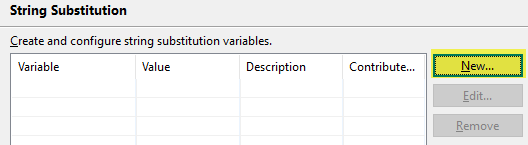 String Substitution
Create and configure string substitution variables.
Variable Value Description Contribute...
New...
Edit...
Remove